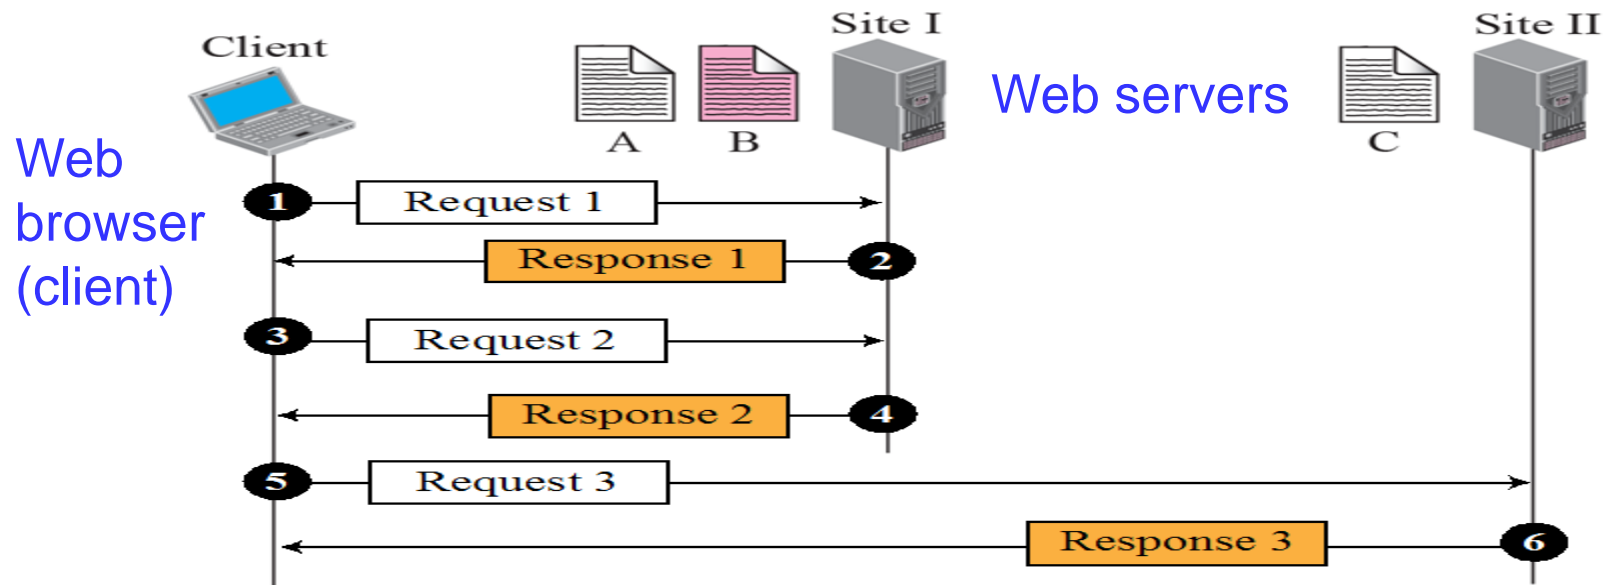 Client
Site I
Site II
Web servers
A
B
C
Web
browser
(client)
1
Request 1
Response 1
2
3
Request 2
Response 2
4
5
Request 3
Response 3
6